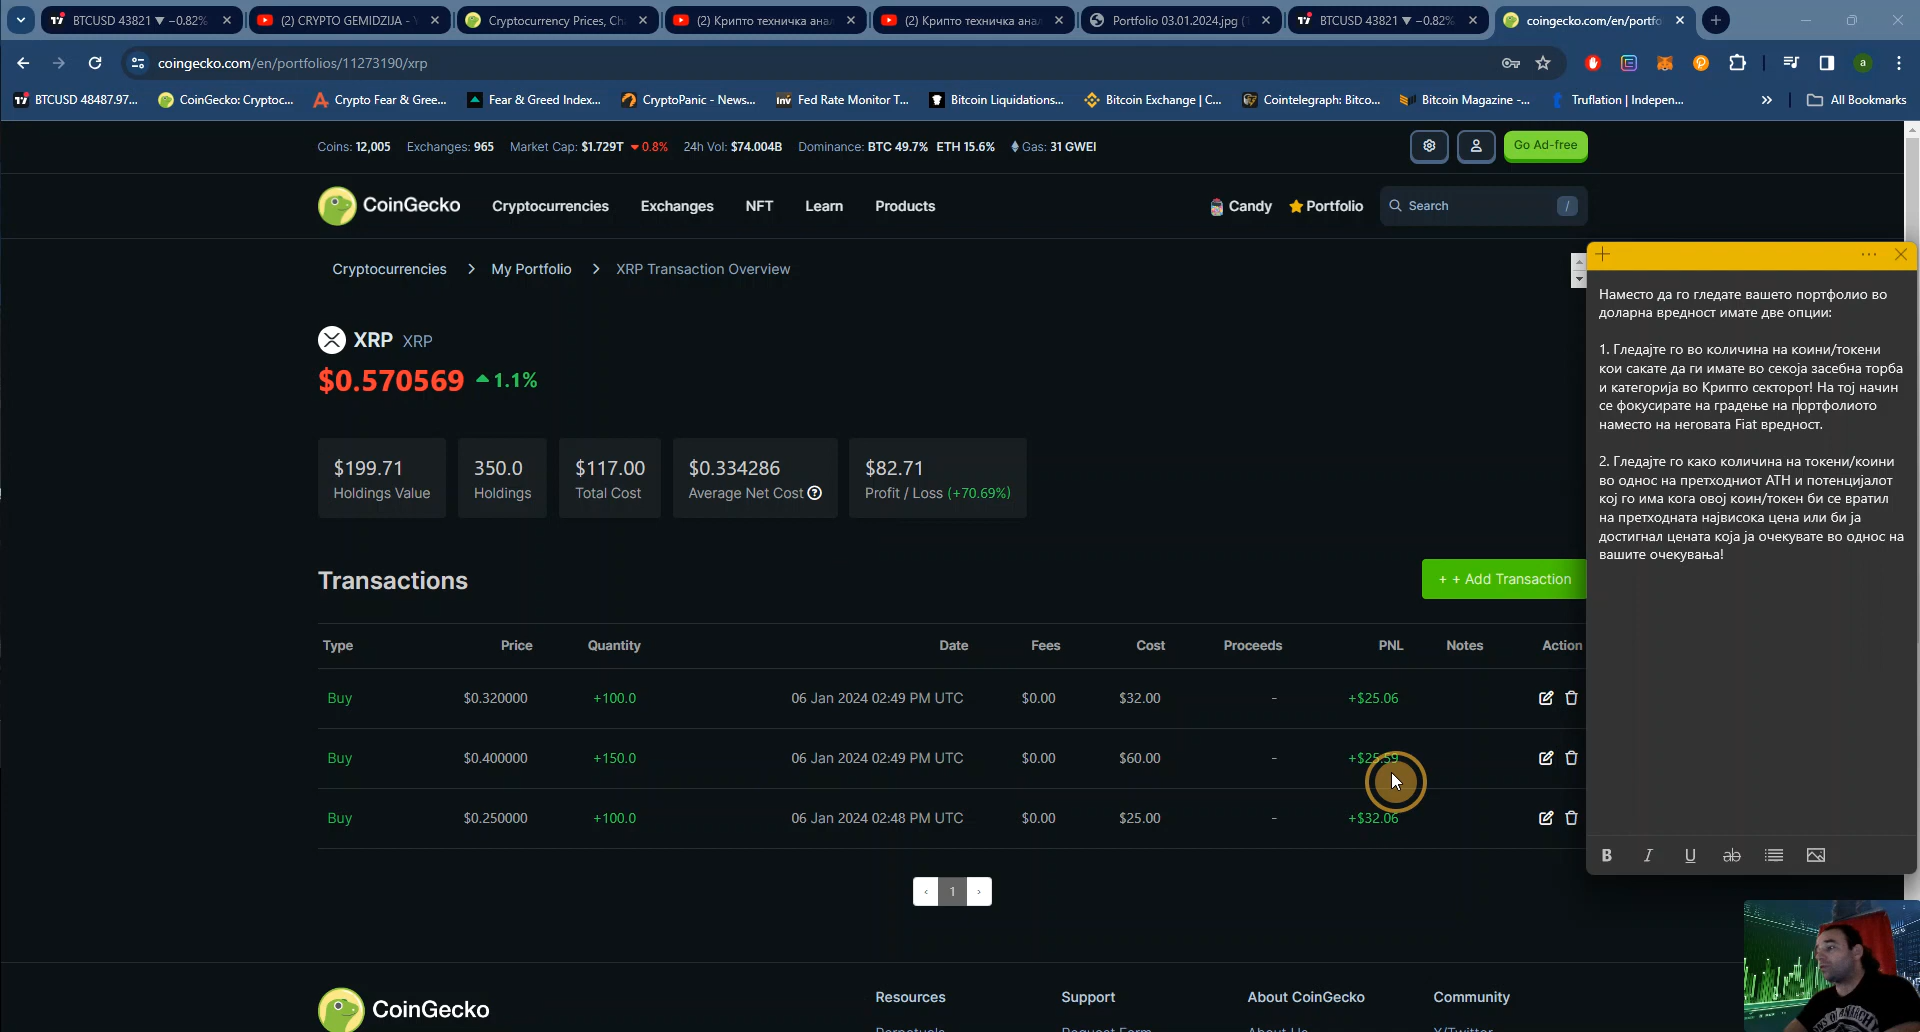 BTCUSD 43821 ▼ −0.82%
(2) CRYPTO GEMIDZIJA -
Cryptocurrency Prices, Ch
(2) Крипто техничка ана
(2) Крипто техничка ана
Portfolio 03.01.2024.jpg
BTCUSD 43821 ▼ −0.82%
coingecko.com/en/portfo
coingecko.com/en/portfolios/11273190/xrp
a
BTCUSD 48487.97...
CoinGecko: Cryptoc...
Crypto Fear & Gree...
Fear & Greed Index...
CryptoPanic - News...
Fed Rate Monitor T...
Bitcoin Liquidations...
Bitcoin Exchange | C...
Cointelegraph: Bitco...
Bitcoin Magazine -...
Truflation | Indepen...
» All Bookmarks
Coins: 12,005 Exchanges: 965 Market Cap: $1.729T ▼ 0.8% 24h Vol: $74.004B Dominance: BTC 49.7% ETH 15.6% Gas: 31 GWEI
Go Ad-free
CoinGecko
Cryptocurrencies Exchanges NFT Learn Products
Candy Portfolio Search /
Cryptocurrencies > My Portfolio > XRP Transaction Overview
XRP XRP
$0.570569 ▲ 1.1%
$199.71 350.0 $117.00 $0.334286 $82.71
Holdings Value Holdings Total Cost Average Net Cost Profit / Loss (+70.69%)
Transactions
+ + Add Transaction
Type Price Quantity Date Fees Cost Proceeds PNL Notes Action
Buy $0.320000 +100.0 06 Jan 2024 02:49 PM UTC $0.00 $32.00 - +$25.06
Buy $0.400000 +150.0 06 Jan 2024 02:49 PM UTC $0.00 $60.00 - +$25.59
Buy $0.250000 +100.0 06 Jan 2024 02:48 PM UTC $0.00 $25.00 - +$32.06
‹ 1 ›
CoinGecko
Resources Support About CoinGecko Community
Perpetuals Request Form About Us X/Twitter
Наместо да го гледате вашето портфолио во
доларна вредност имате две опции:
1. Гледајте го во количина на коини/токени
кои сакате да ги имате во секоја засебна торба
и категорија во Крипто секторот! На тој начин
се фокусирате на градење на портфолиото
наместо на неговата Fiat вредност.
2. Гледајте го како количина на токени/коини
во однос на претходниот ATH и потенцијалот
кој го има кога овој коин/токен би се вратил
на претходната највисока цена или би ја
достигнал цената која ја очекувате во однос на
вашите очекувања!
B I U ab